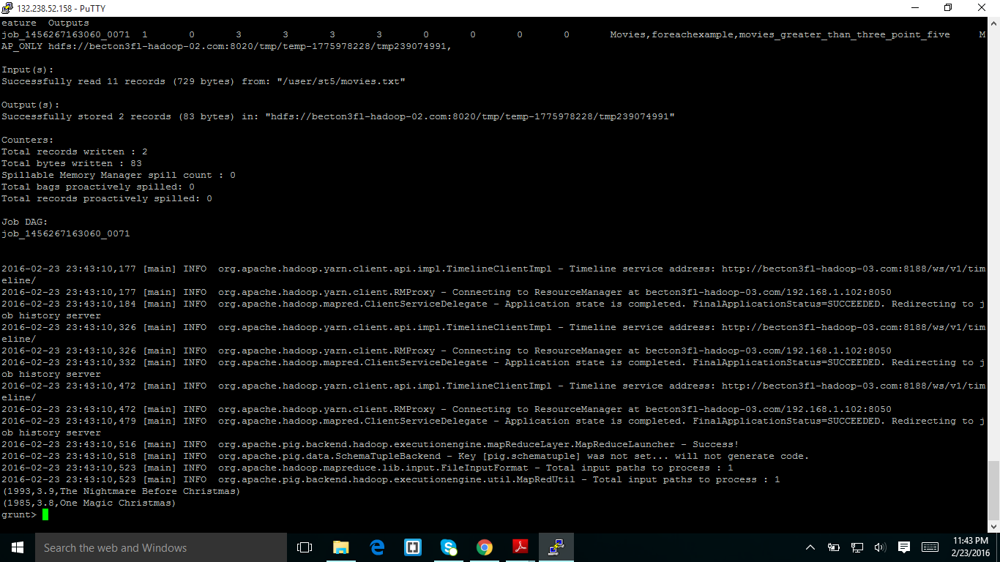 132.238.52.158 - PuTTY
eature  Outputs
job_1456267163060_0071  1       0       3       3       3       3       0       0       0       0       Movies,foreachexample,movies_greater_than_three_point_five     M
AP_ONLY hdfs://becton3fl-hadoop-02.com:8020/tmp/temp-1775978228/tmp239074991,
Input(s):
Successfully read 11 records (729 bytes) from: "/user/st5/movies.txt"
Output(s):
Successfully stored 2 records (83 bytes) in: "hdfs://becton3fl-hadoop-02.com:8020/tmp/temp-1775978228/tmp239074991"
Counters:
Total records written : 2
Total bytes written : 83
Spillable Memory Manager spill count : 0
Total bags proactively spilled: 0
Total records proactively spilled: 0
Job DAG:
job_1456267163060_0071
2016-02-23 23:43:10,177 [main] INFO  org.apache.hadoop.yarn.client.api.impl.TimelineClientImpl - Timeline service address: http://becton3fl-hadoop-03.com:8188/ws/v1/tim
eline/
2016-02-23 23:43:10,177 [main] INFO  org.apache.hadoop.yarn.client.RMProxy - Connecting to ResourceManager at becton3fl-hadoop-03.com/192.168.1.102:8050
2016-02-23 23:43:10,184 [main] INFO  org.apache.hadoop.mapred.ClientServiceDelegate - Application state is completed. FinalApplicationStatus=SUCCEEDED. Redirecting to j
ob history server
2016-02-23 23:43:10,326 [main] INFO  org.apache.hadoop.yarn.client.api.impl.TimelineClientImpl - Timeline service address: http://becton3fl-hadoop-03.com:8188/ws/v1/tim
eline/
2016-02-23 23:43:10,326 [main] INFO  org.apache.hadoop.yarn.client.RMProxy - Connecting to ResourceManager at becton3fl-hadoop-03.com/192.168.1.102:8050
2016-02-23 23:43:10,332 [main] INFO  org.apache.hadoop.mapred.ClientServiceDelegate - Application state is completed. FinalApplicationStatus=SUCCEEDED. Redirecting to j
ob history server
2016-02-23 23:43:10,472 [main] INFO  org.apache.hadoop.yarn.client.api.impl.TimelineClientImpl - Timeline service address: http://becton3fl-hadoop-03.com:8188/ws/v1/tim
eline/
2016-02-23 23:43:10,472 [main] INFO  org.apache.hadoop.yarn.client.RMProxy - Connecting to ResourceManager at becton3fl-hadoop-03.com/192.168.1.102:8050
2016-02-23 23:43:10,479 [main] INFO  org.apache.hadoop.mapred.ClientServiceDelegate - Application state is completed. FinalApplicationStatus=SUCCEEDED. Redirecting to j
ob history server
2016-02-23 23:43:10,516 [main] INFO  org.apache.pig.backend.hadoop.executionengine.mapReduceLayer.MapReduceLauncher - Success!
2016-02-23 23:43:10,518 [main] INFO  org.apache.pig.data.SchemaTupleBackend - Key [pig.schematuple] was not set... will not generate code.
2016-02-23 23:43:10,523 [main] INFO  org.apache.hadoop.mapreduce.lib.input.FileInputFormat - Total input paths to process : 1
2016-02-23 23:43:10,523 [main] INFO  org.apache.pig.backend.hadoop.executionengine.util.MapRedUtil - Total input paths to process : 1
(1993,3.9,The Nightmare Before Christmas)
(1985,3.8,One Magic Christmas)
grunt>
Search the web and Windows
11:43 PM
2/23/2016